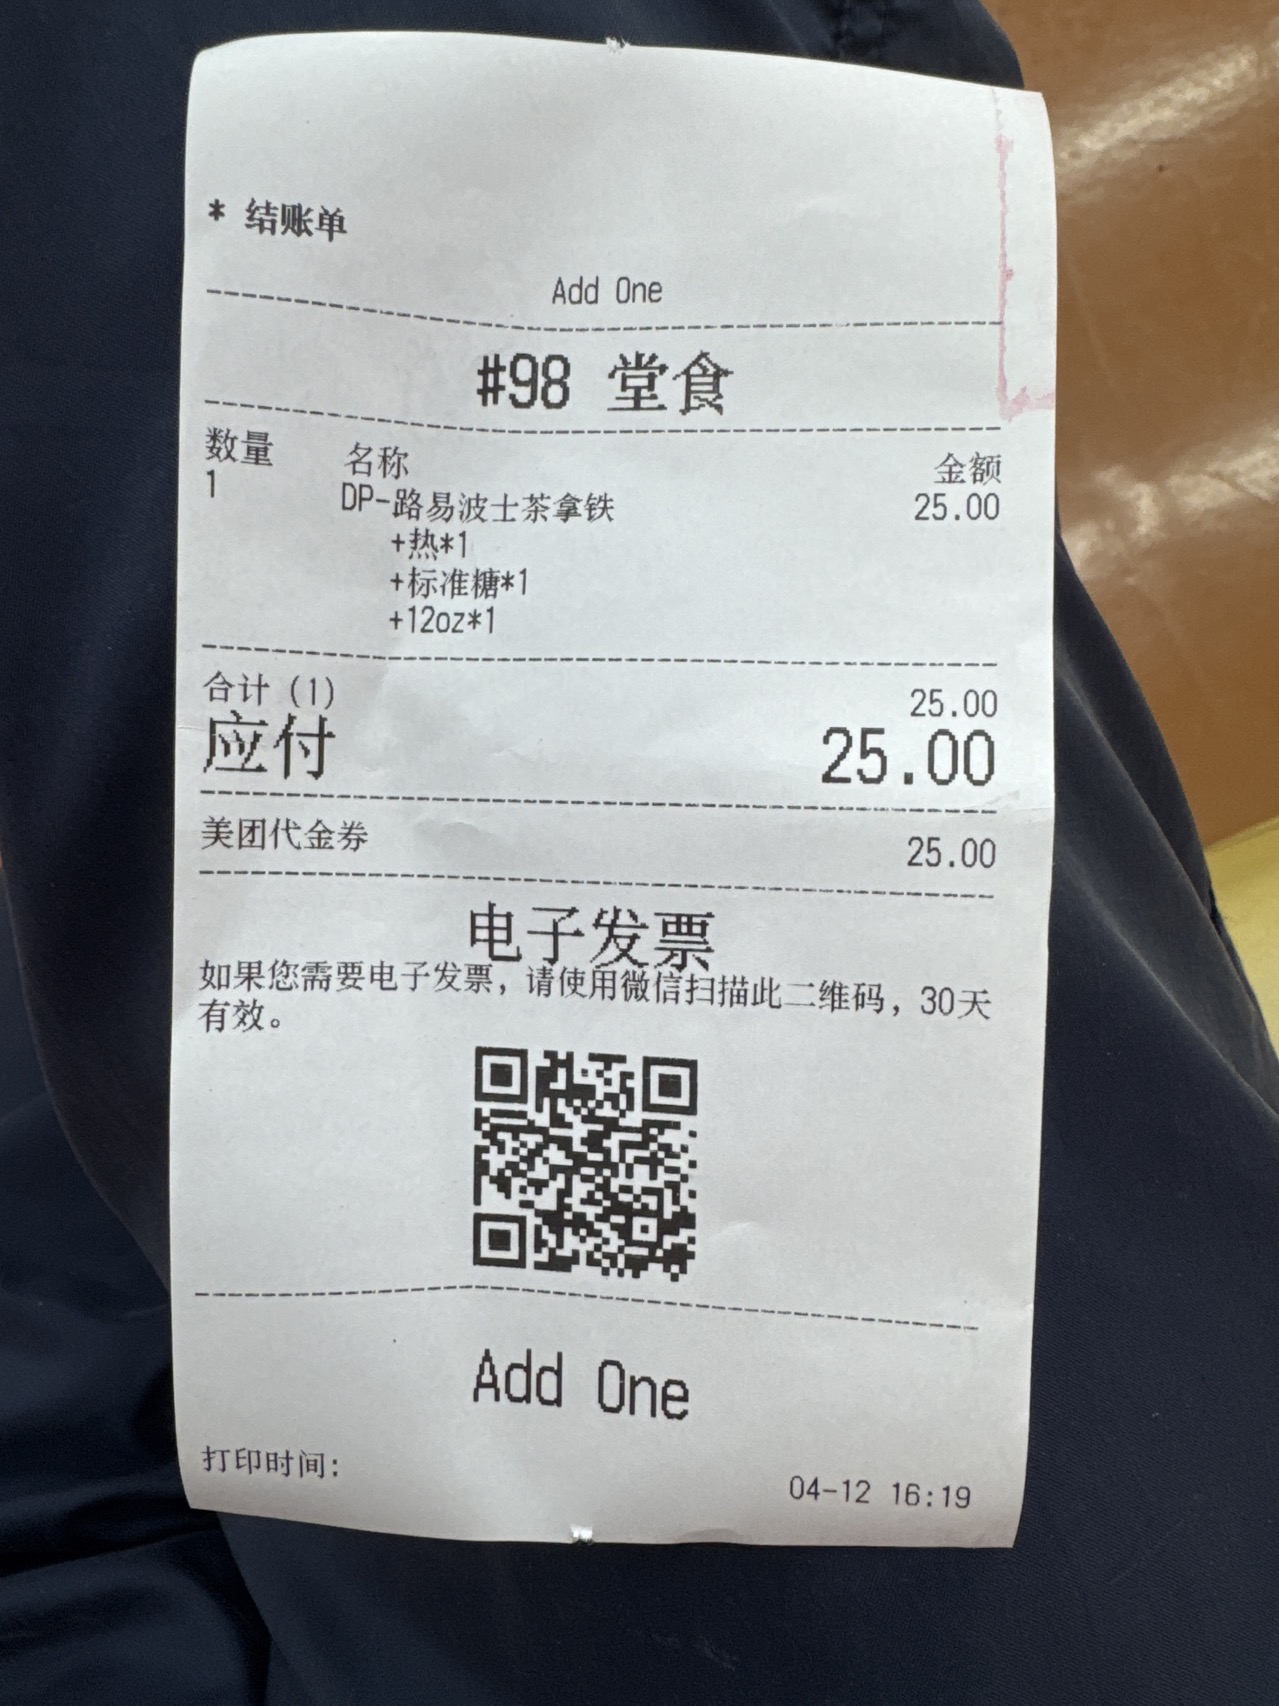 * 结账单
Add One
#98 堂食
数量 名称 金额
1 DP-路易波士茶拿铁 25.00
+热*1
+标准糖*1
+12oz*1
合计 (1) 25.00
应付 25.00
美团代金券 25.00
电子发票
如果您需要电子发票，请使用微信扫描此二维码，30天
有效。
Add One
打印时间: 04-12 16:19